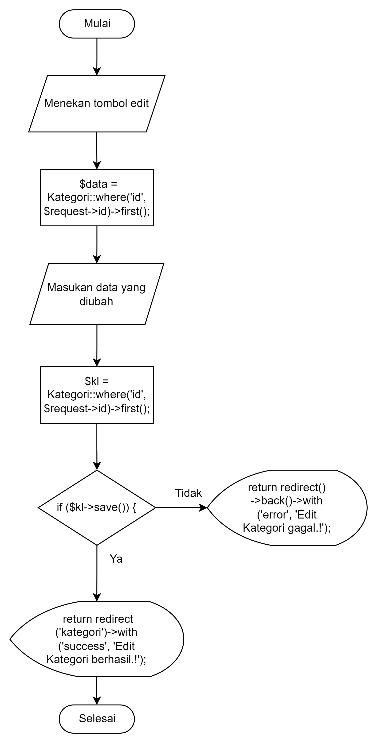 Mulai
Menekan tombol edit
$data =
Kategori::where('id',
$request->id)->first();
Masukan data yang
diubah
$kl =
Kategori::where('id',
$request->id)->first();
if ($kl->save()) {
Tidak
return redirect()
->back()->with
('error', 'Edit
Kategori gagal.!');
Ya
return redirect
('kategori')->with
('success', 'Edit
Kategori berhasil.!');
Selesai